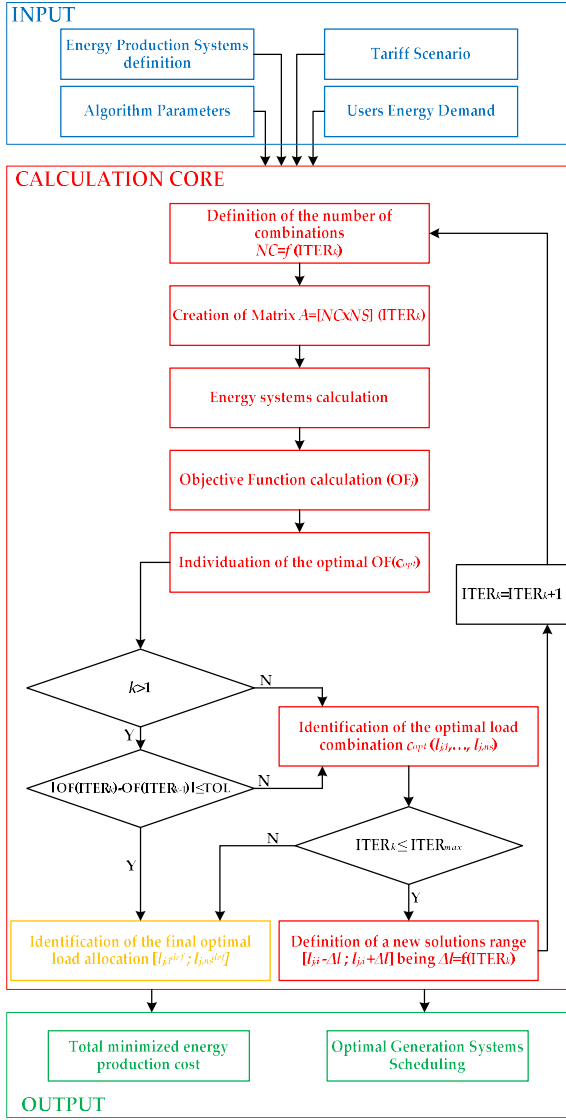 INPUT
Energy Production Systems
definition
Tariff Scenario
Algorithm Parameters
Users Energy Demand
CALCULATION CORE
Definition of the number of
combinations
NC=f (ITERk)
Creation of Matrix A=[NCxNS] (ITERk)
Energy systems calculation
Objective Function calculation (OFj)
Individuation of the optimal OF(copt)
ITERk=ITERk+1
k>1
N
Y
Identification of the optimal load
combination copt (lj,1,…, lj,ns)
|OF(ITERk)-OF(ITERk-1)|≤TOL
N
Y
ITERk ≤ ITERmax
N
Y
Identification of the final optimal
load allocation [lj,1def ; lj,nsdef]
Definition of a new solutions range
[lj,i -Δl ; lj,i +Δl] being Δl=f(ITERk)
Total minimized energy
production cost
Optimal Generation Systems
Scheduling
OUTPUT